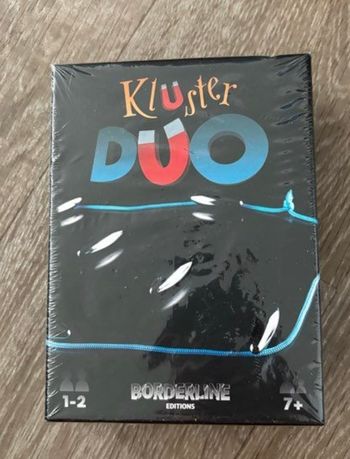 Kluster
DUO
BORDERLINE
EDITIONS
1-2
7+